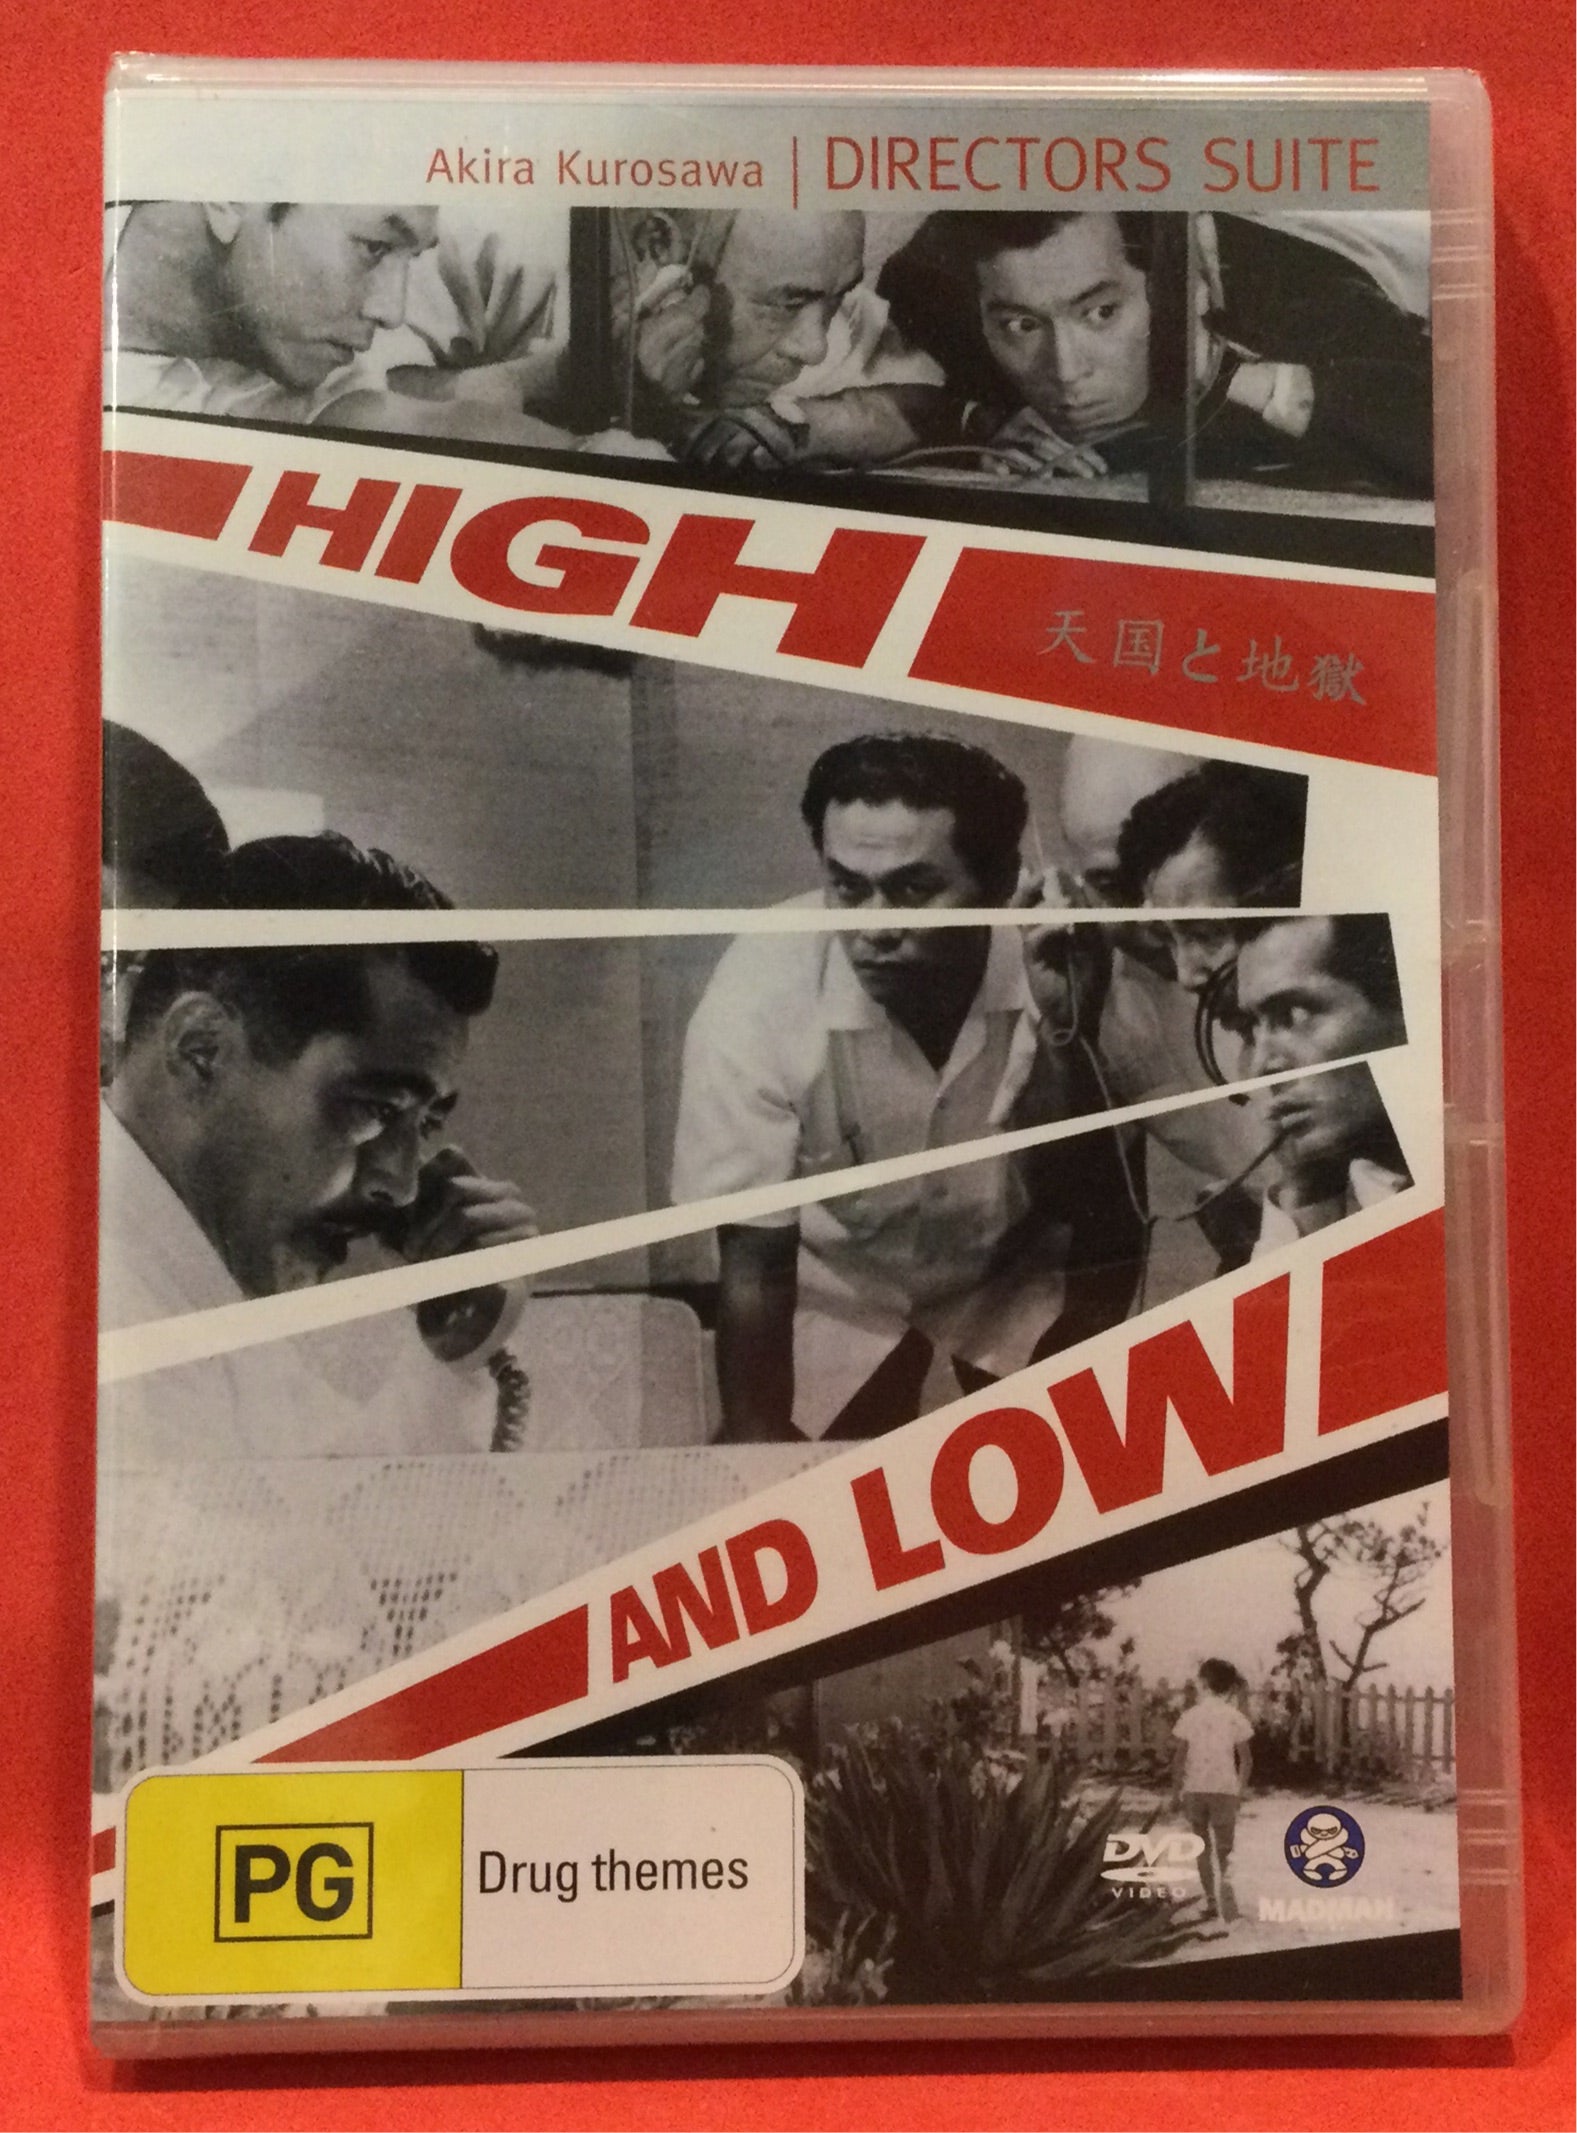 Akira Kurosawa | DIRECTORS SUITE
HIGH
天国と地獄
AND LOW
PG
Drug themes
DVD
VIDEO
MADMAN